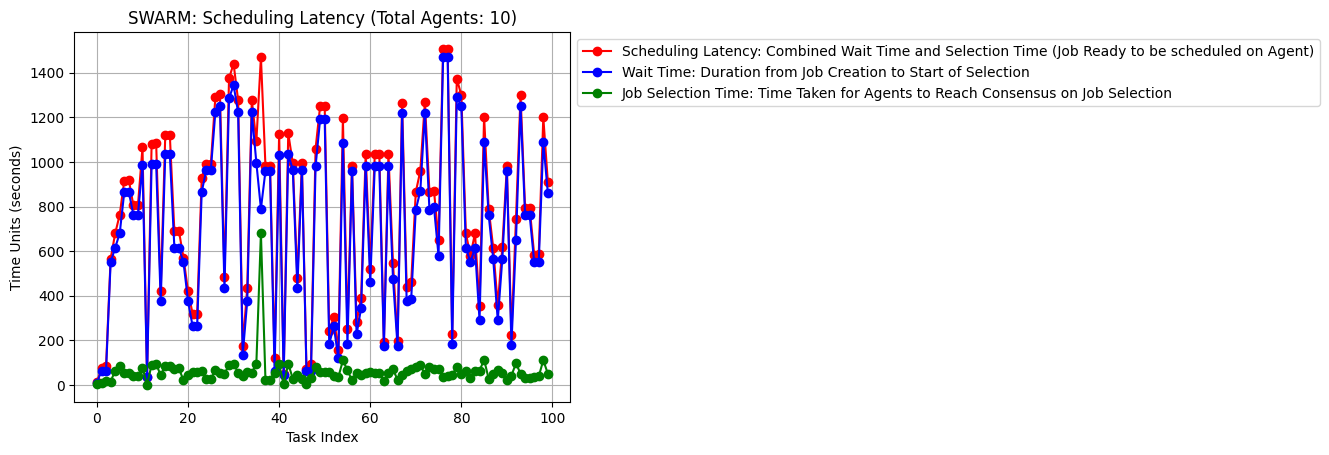 SWARM: Scheduling Latency (Total Agents: 10)
Scheduling Latency: Combined Wait Time and Selection Time (Job Ready to be scheduled on Agent)
Wait Time: Duration from Job Creation to Start of Selection
Job Selection Time: Time Taken for Agents to Reach Consensus on Job Selection
Time Units (seconds)
1400
1200
1000
800
600
400
200
0
0 20 40 60 80 100
Task Index